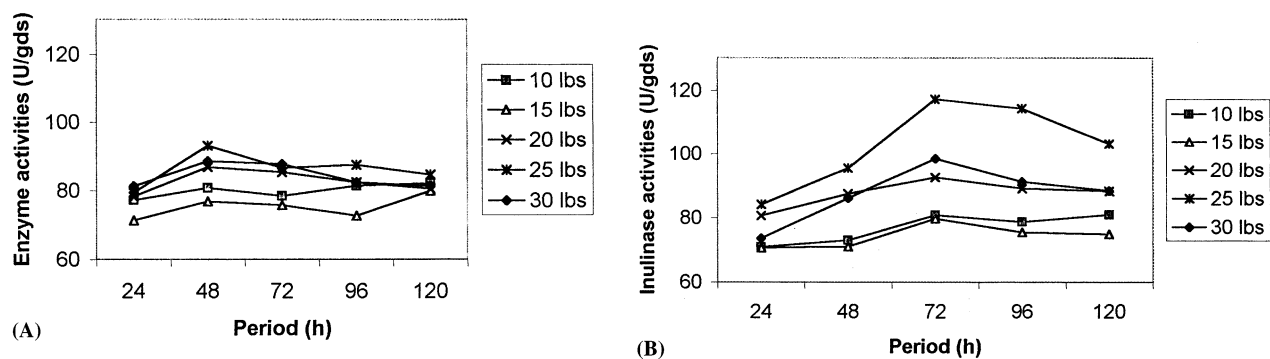 (A)
Enzyme activities (U/gds)
120
100
80
60
24 48 72 96 120
Period (h)
10 lbs
15 lbs
20 lbs
25 lbs
30 lbs
(B)
Inulinase activities (U/gds)
120
100
80
60
24 48 72 96 120
Period (h)
10 lbs
15 lbs
20 lbs
25 lbs
30 lbs